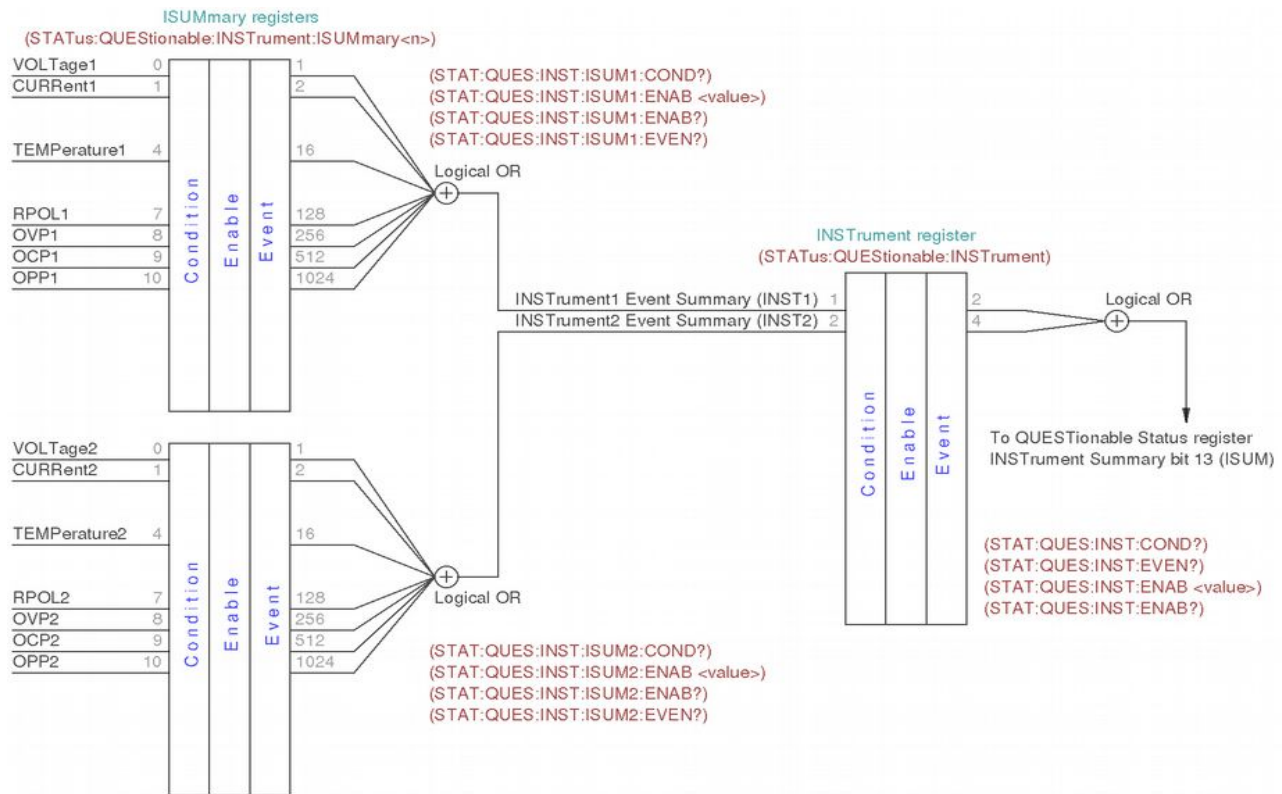 ISUMmary registers
(STATus:QUEStionable:INSTrument:ISUMmary<n>)
VOLTage1 0 1
CURRent1 1 2
TEMPerature1 4 16
RPOL1 7 128
OVP1 8 256
OCP1 9 512
OPP1 10 1024
Condition
Enable
Event
(STAT:QUES:INST:ISUM1:COND?)
(STAT:QUES:INST:ISUM1:ENAB <value>)
(STAT:QUES:INST:ISUM1:ENAB?)
(STAT:QUES:INST:ISUM1:EVEN?)
Logical OR
+
INSTrument register
(STATus:QUEStionable:INSTrument)
INSTrument1 Event Summary (INST1) 1 2
INSTrument2 Event Summary (INST2) 2 4
Condition
Enable
Event
Logical OR
+
To QUESTionable Status register
INSTrument Summary bit 13 (ISUM)
(STAT:QUES:INST:COND?)
(STAT:QUES:INST:EVEN?)
(STAT:QUES:INST:ENAB <value>)
(STAT:QUES:INST:ENAB?)
VOLTage2 0 1
CURRent2 1 2
TEMPerature2 4 16
RPOL2 7 128
OVP2 8 256
OCP2 9 512
OPP2 10 1024
Condition
Enable
Event
+
Logical OR
(STAT:QUES:INST:ISUM2:COND?)
(STAT:QUES:INST:ISUM2:ENAB <value>)
(STAT:QUES:INST:ISUM2:ENAB?)
(STAT:QUES:INST:ISUM2:EVEN?)